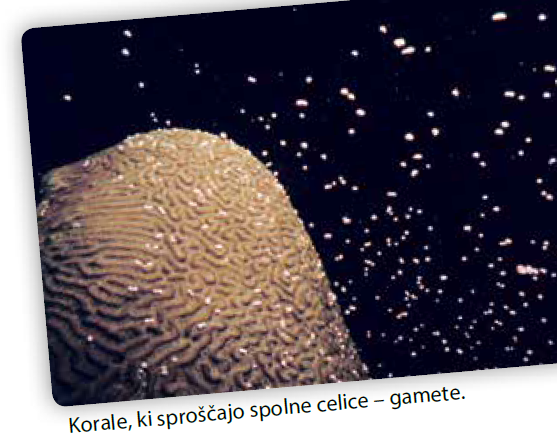 Korale, ki sproščajo spolne celice – gamete.